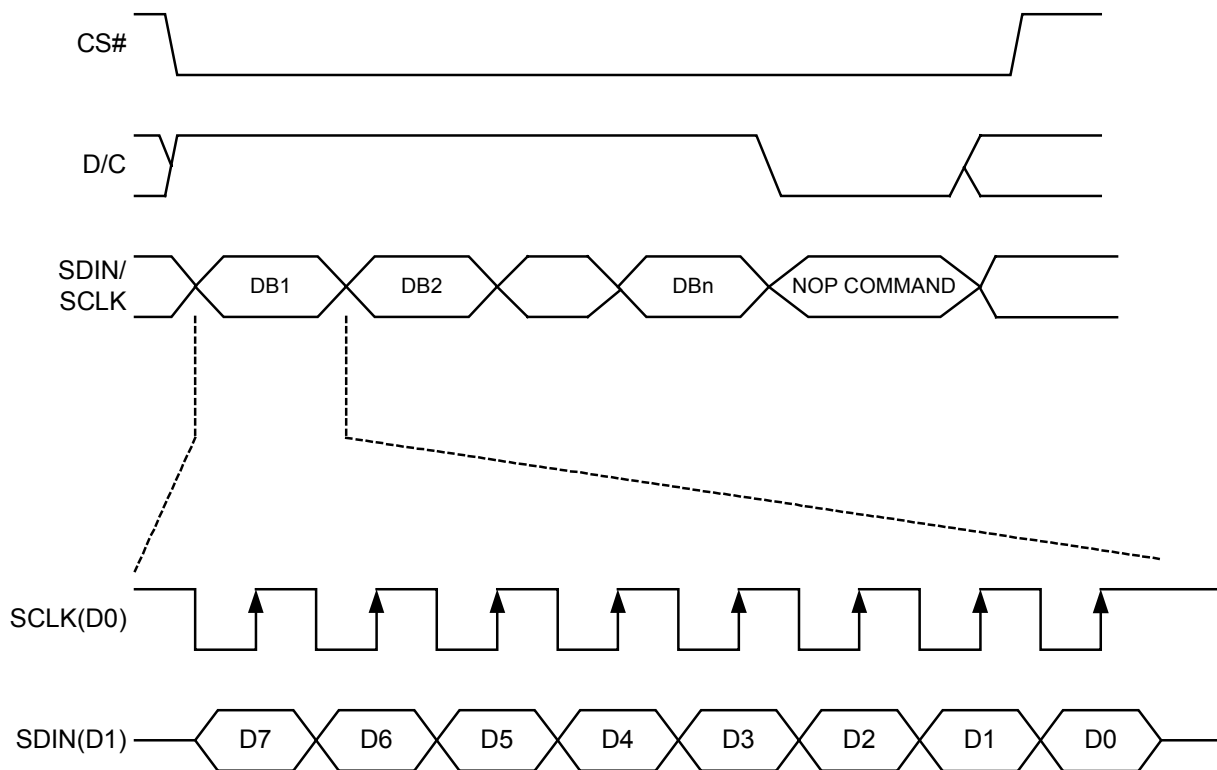 CS#
D/C
SDIN/
SCLK
DB1 DB2 DBn NOP COMMAND
SCLK(D0)
SDIN(D1) D7 D6 D5 D4 D3 D2 D1 D0